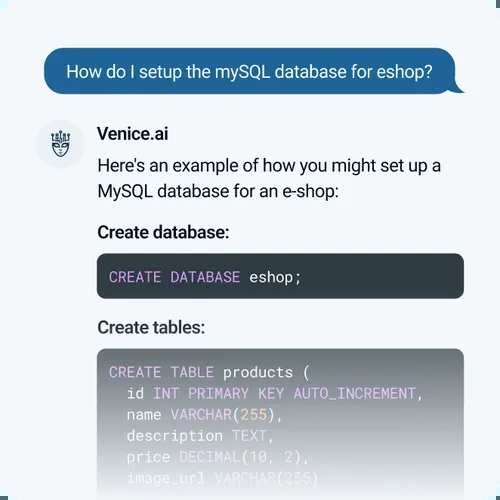 How do I setup the mySQL database for eshop?
Venice.ai
Here's an example of how you might set up a
MySQL database for an e-shop:
Create database:
CREATE DATABASE eshop;
Create tables:
CREATE TABLE products (
id INT PRIMARY KEY AUTO_INCREMENT,
name VARCHAR(255),
description TEXT,
price DECIMAL(10, 2),
image_url VARCHAR(255)